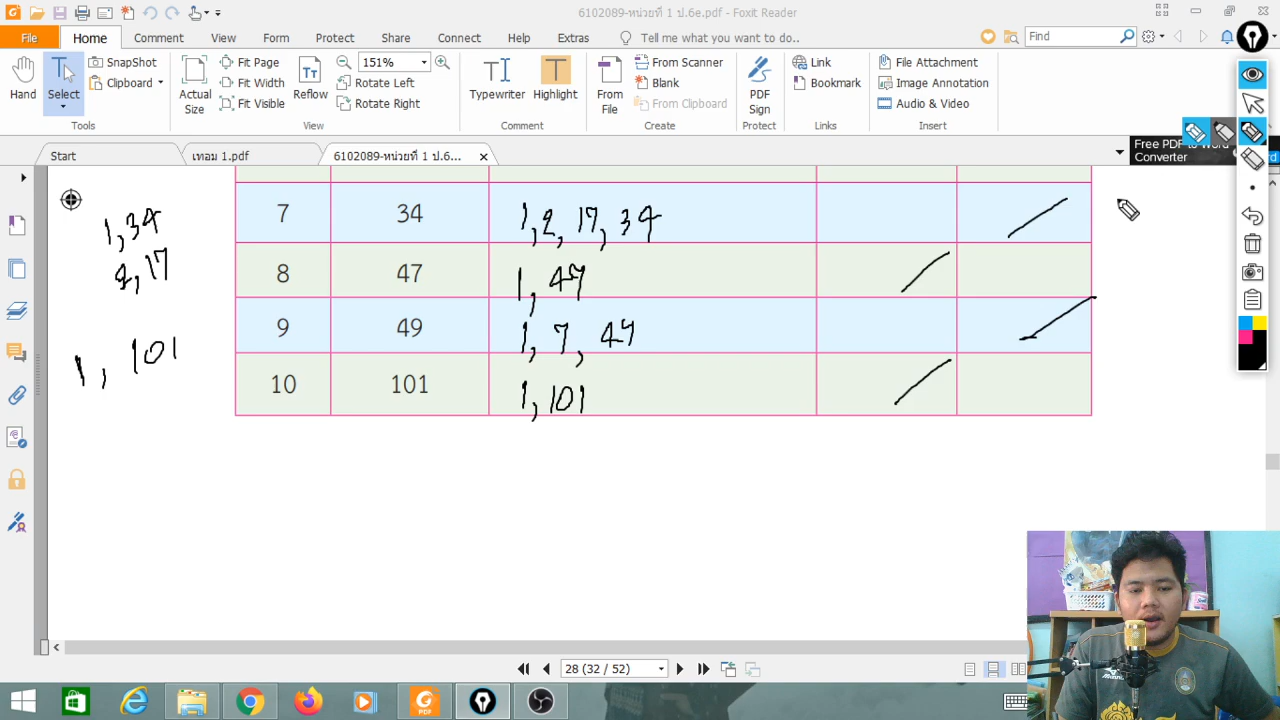 6102089-หน่วยที่ 1 ป.6e.pdf - Foxit Reader
File Home Comment View Form Protect Share Connect Help Extras Tell me what you want to do.. Find
Hand
Select
SnapShot
Clipboard
Tools
Actual Size
Fit Page
Fit Width
Fit Visible
Reflow
151%
Rotate Left
Rotate Right
View
Typewriter
Highlight
Comment
From File
From Scanner
Blank
From Clipboard
Create
PDF Sign
Protect
Link
Bookmark
Links
File Attachment
Image Annotation
Audio & Video
Insert
Start
เทอม 1.pdf
6102089-หน่วยที่ 1 ป.6...
Free PDF to Word
Converter
1,34
2,17
1, 101
7 34 1,2,17,34
8 47 1,47
9 49 1,7,49
10 101 1,101
28 (32 / 52)